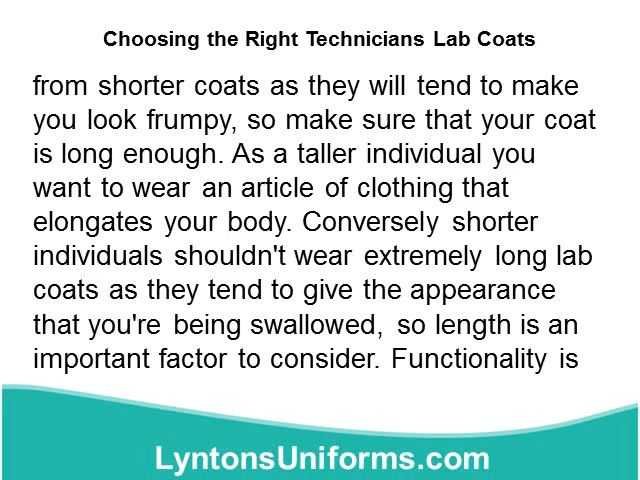 Choosing the Right Technicians Lab Coats
from shorter coats as they will tend to make
you look frumpy, so make sure that your coat
is long enough. As a taller individual you
want to wear an article of clothing that
elongates your body. Conversely shorter
individuals shouldn't wear extremely long lab
coats as they tend to give the appearance
that you're being swallowed, so length is an
important factor to consider. Functionality is
LyntonsUniforms.com